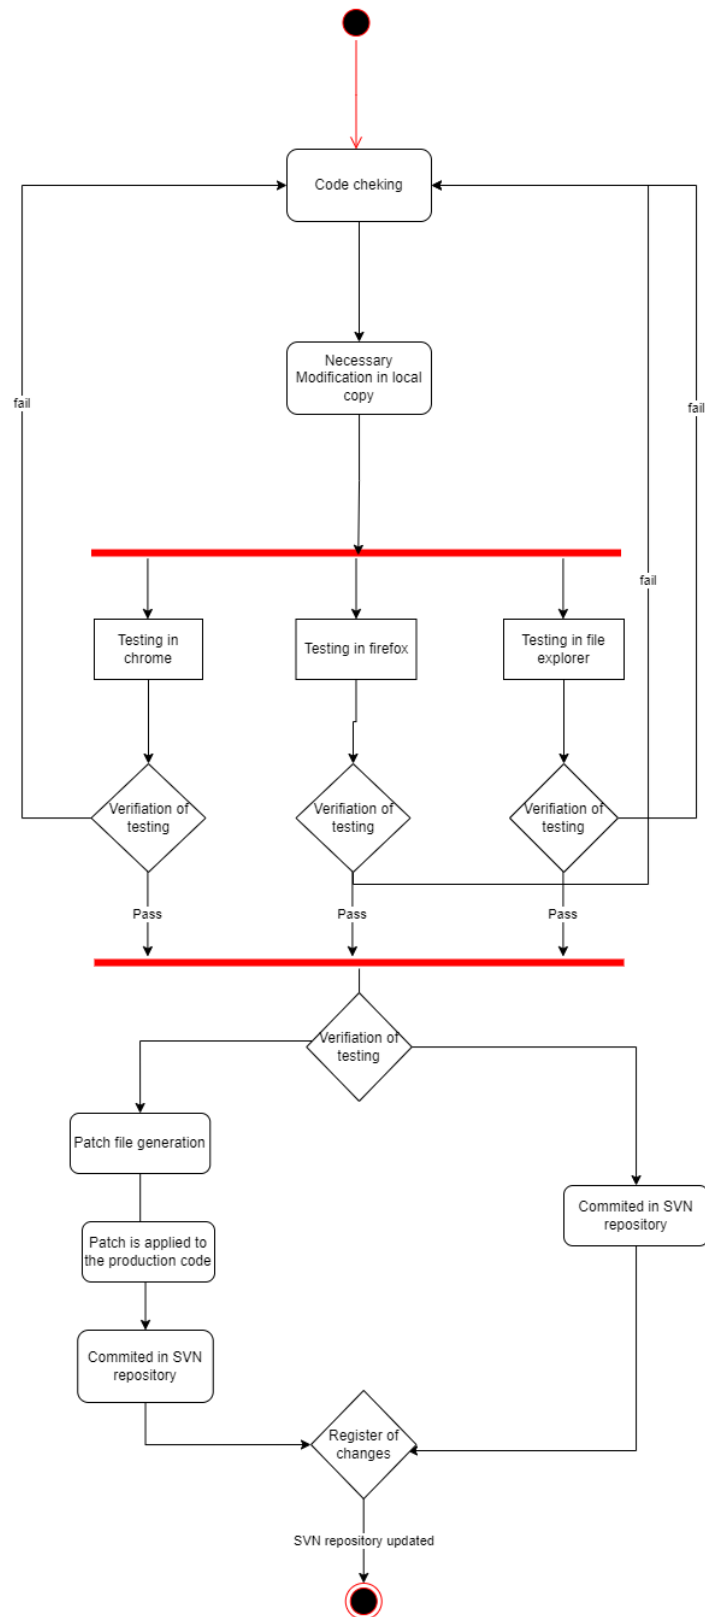 Code cheking
Necessary
Modification in local
copy
fail
fail
fail
Testing in
chrome
Testing in firefox
Testing in file
explorer
Verifiation of
testing
Verifiation of
testing
Verifiation of
testing
Pass
Pass
Pass
Verifiation of
testing
Patch file generation
Commited in SVN
repository
Patch is applied to
the production code
Commited in SVN
repository
Register of
changes
SVN repository updated